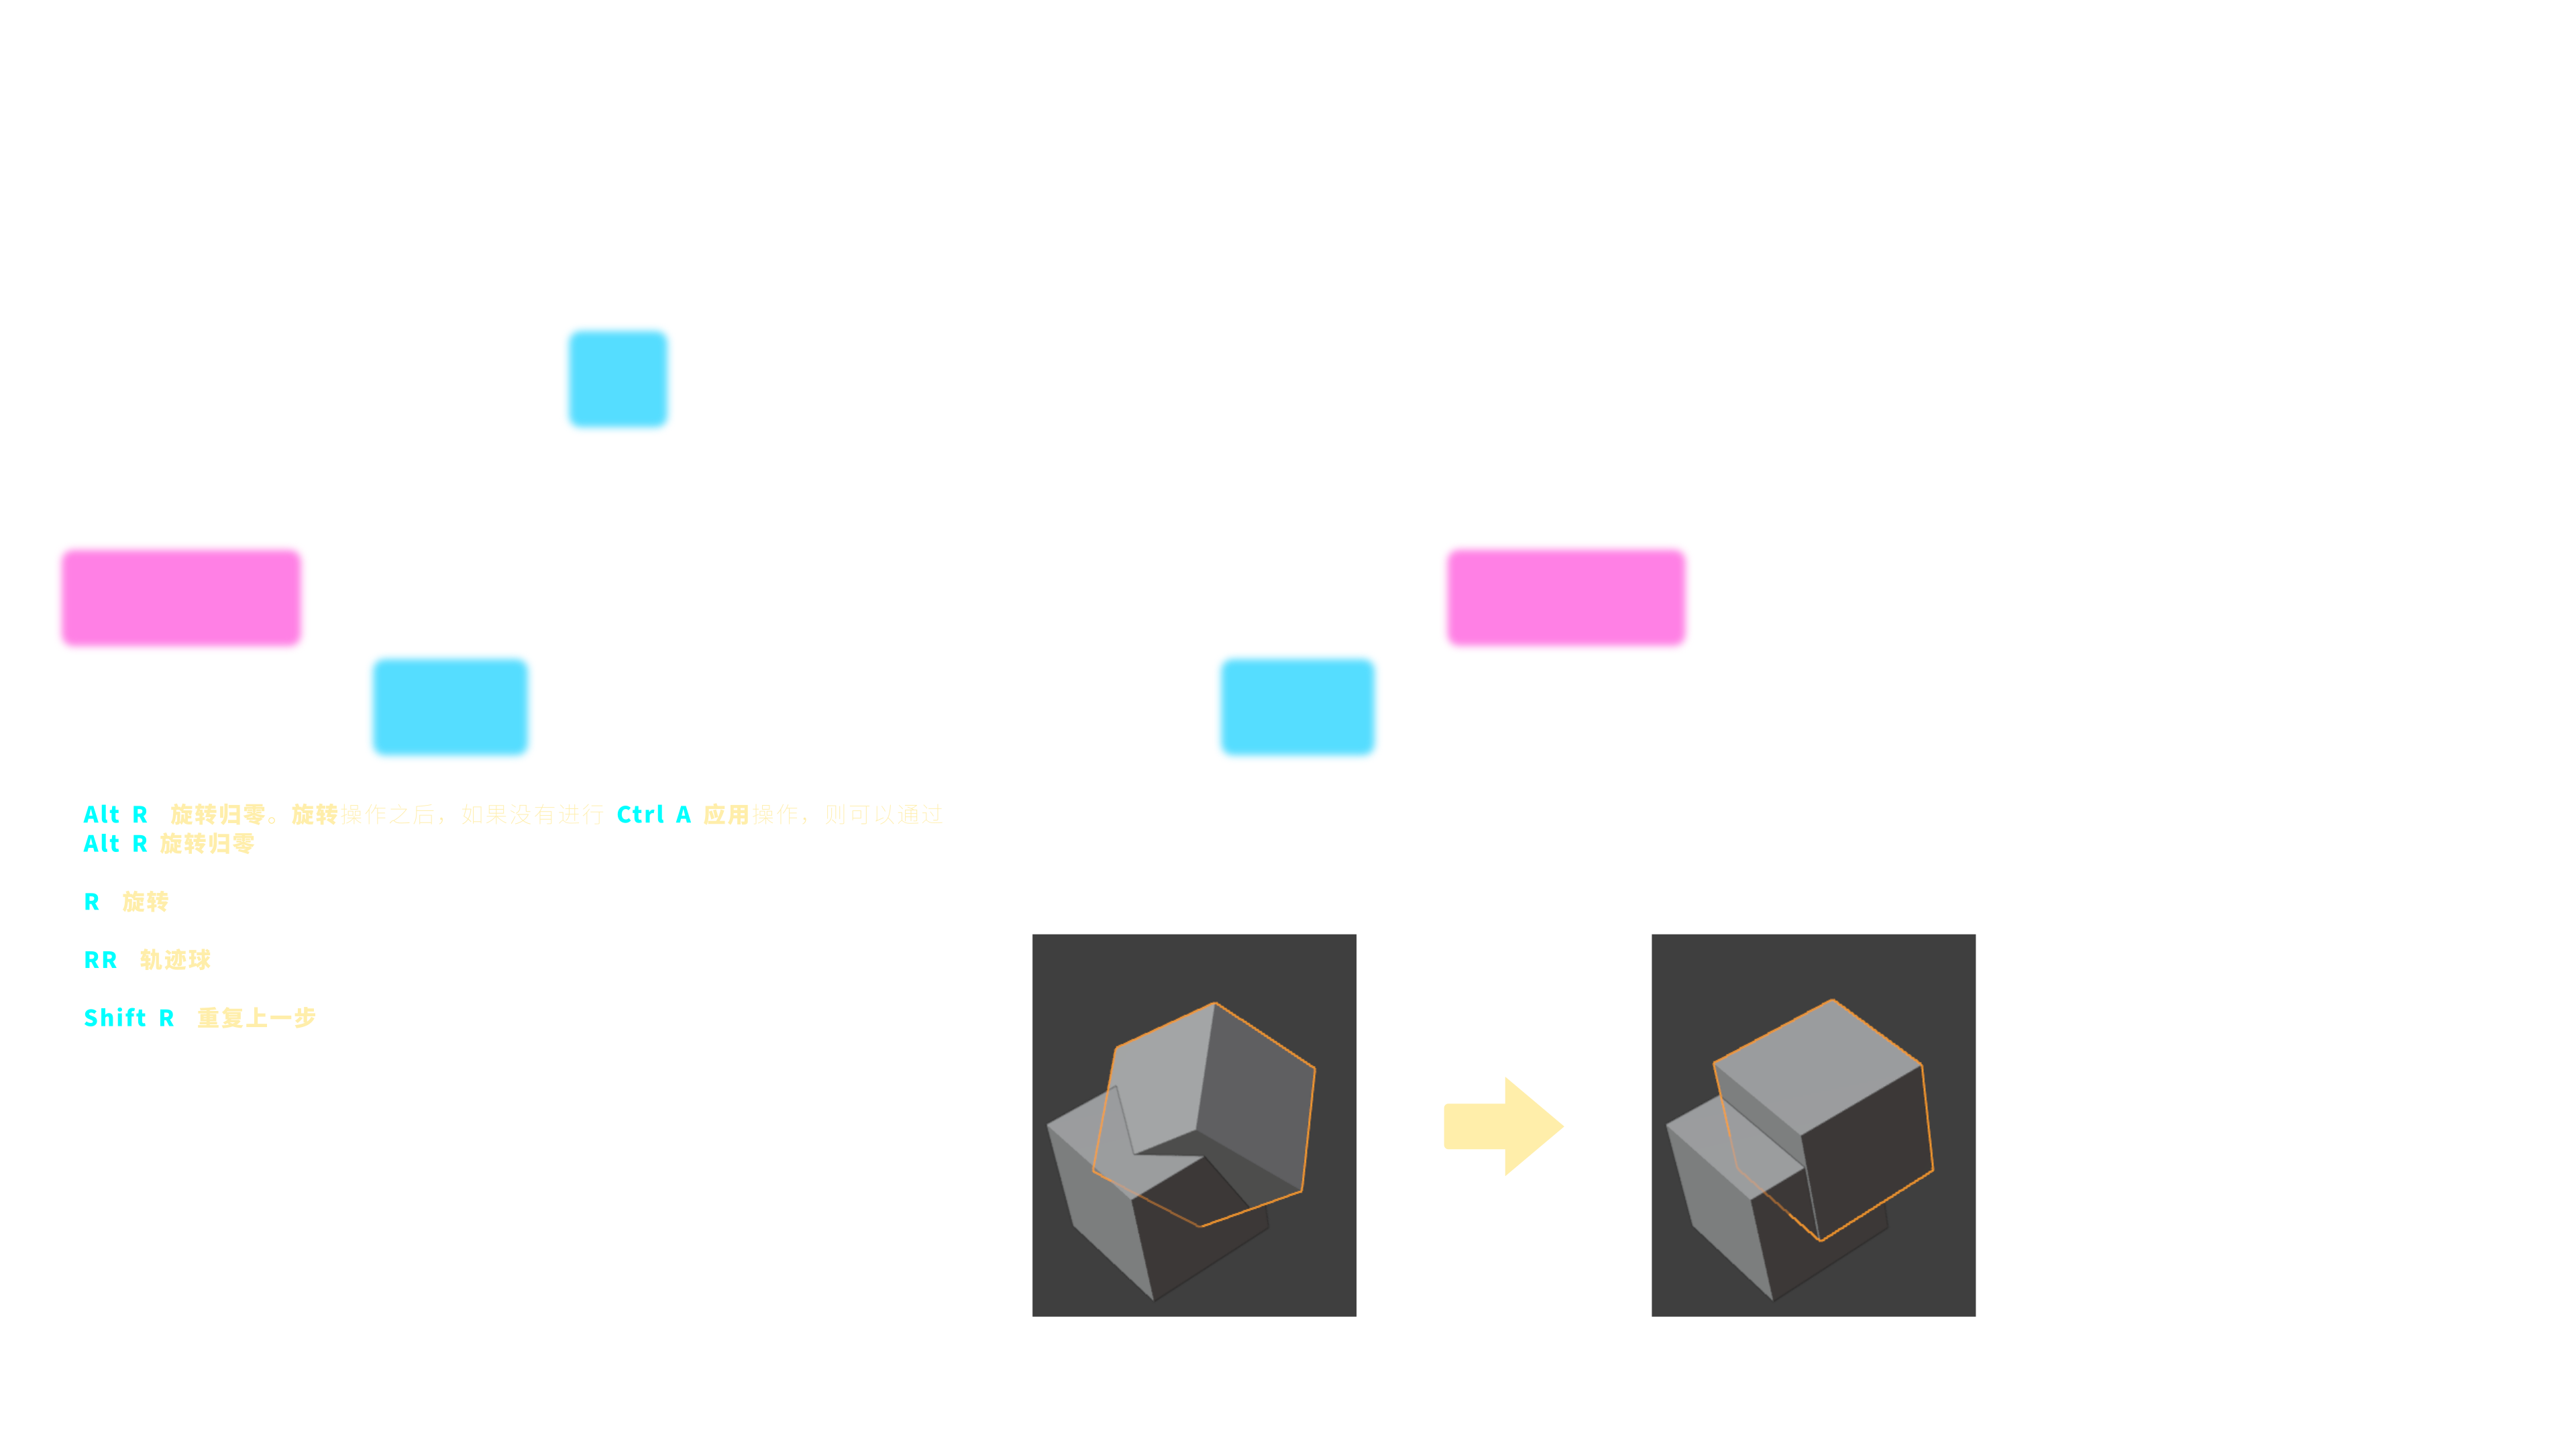 Alt R 旋转归零。旋转操作之后，如果没有进行 Ctrl A 应用操作，则可以通过
Alt R 旋转归零
R 旋转
RR 轨迹球
Shift R 重复上一步